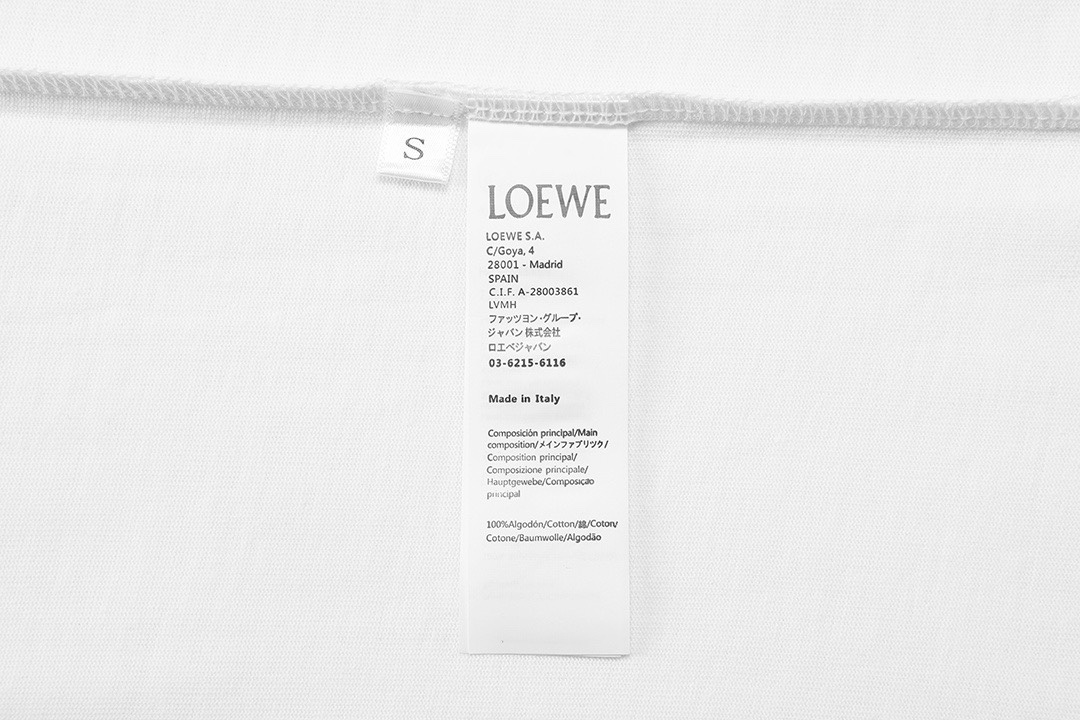 S
LOEWE
LOEWE S.A.
C/Goya, 4
28001 - Madrid
SPAIN
C.I.F. A-28003861
LVMH
ファッツヨン・グループ・
ジャバン株式会社
ロエベジャバン
03-6215-6116
Made in Italy
Composición principal/Main
composition/メインファブリック/
Composition principal/
Composizione principale/
Hauptgewebe/Composição
principal
100%Algodón/Cotton/綿/Coton/
Cotone/Baumwolle/Algodão